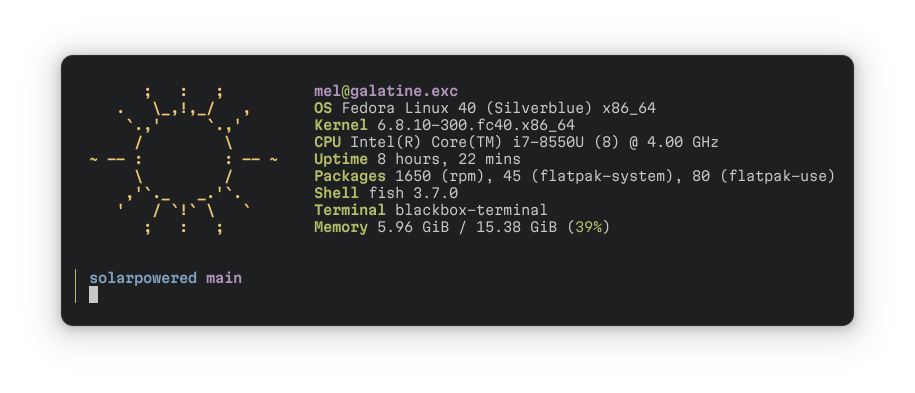 mel@galatine.exc
OS Fedora Linux 40 (Silverblue) x86_64
Kernel 6.8.10-300.fc40.x86_64
CPU Intel(R) Core(TM) i7-8550U (8) @ 4.00 GHz
Uptime 8 hours, 22 mins
Packages 1650 (rpm), 45 (flatpak-system), 80 (flatpak-use)
Shell fish 3.7.0
Terminal blackbox-terminal
Memory 5.96 GiB / 15.38 GiB (39%)
solarpowered main